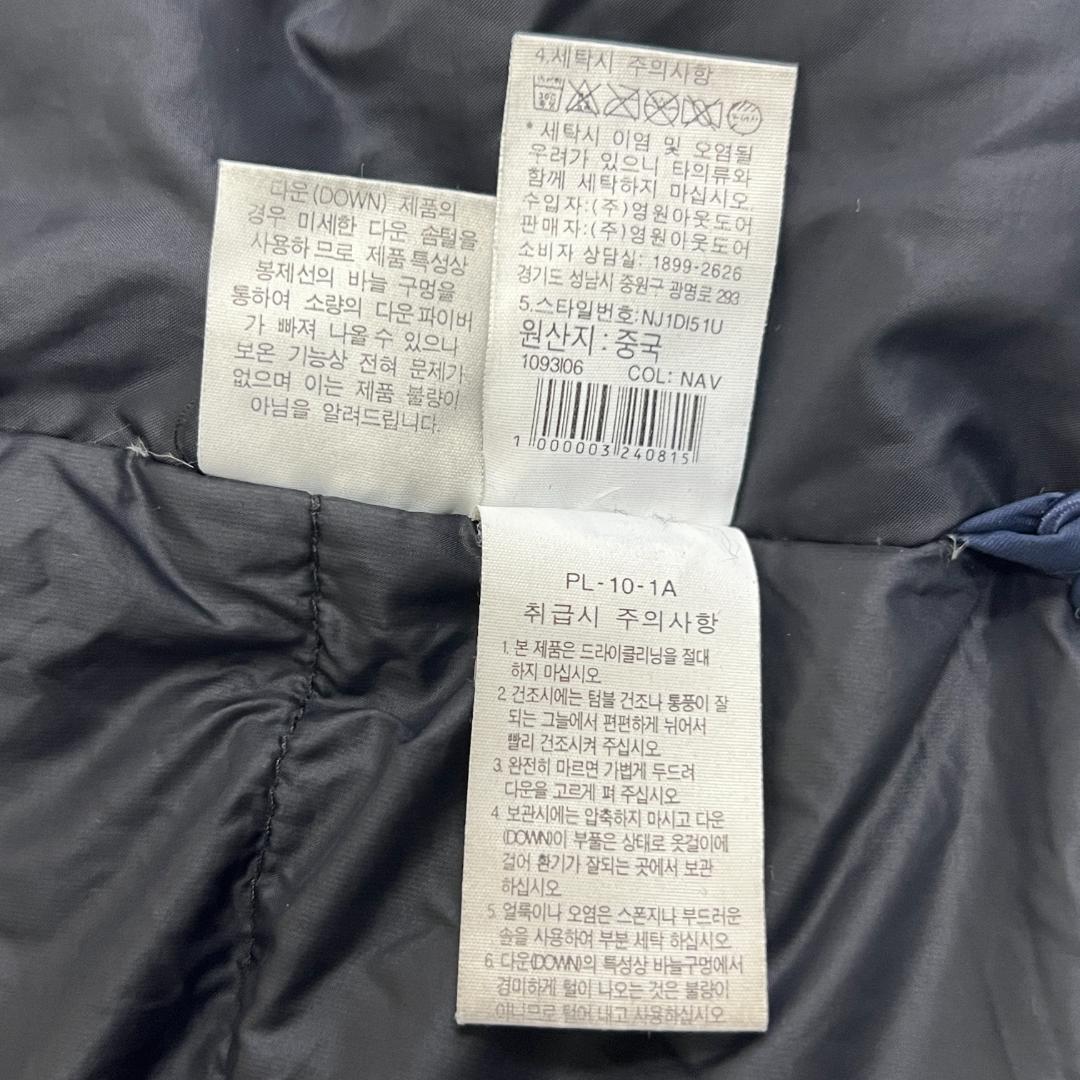 다운(DOWN) 제품의
경우 미세한 다운 솜털을
사용하므로 제품특성상
봉제선의 바늘 구멍을
통하여 소량의 다운파이버
가 빠져 나올수 있으나
보온 기능상 전혀 문제가
없으며 이는 제품 불량이
아님을 알려드립니다.
4.세탁시 주의사항
* 세탁시 이염 및 오염될
우려가 있으니 타의류와
함께 세탁하지 마십시오
수입자:(주)영원아웃도어
판매자:(주)영원아웃도어
소비자 상담실: 1899-2626
경기도 성남시 중원구 광명로 293
5.스타일번호:NJ1DI51U
원산지:중국
1093I06 COL: NAV
1 000003 240815
PL-10-1A
취급시 주의사항
1. 본 제품은 드라이클리닝을 절대
하지 마십시오
2. 건조시에는 텀블 건조나 통풍이 잘
되는 그늘에서 편편하게 뉘어서
빨리 건조시켜 주십시오
3. 완전히 마르면 가볍게 두드려
다운을 고르게 펴 주십시오
4. 보관시에는 압축하지 마시고 다운
(DOWN)이 부풀은 상태로 옷걸이에
걸어 환기가 잘되는 곳에서 보관
하십시오
5. 얼룩이나 오염은 스폰지나 부드러운
솔을 사용하여 부분 세탁 하십시오
6. 다운(DOWN)의 특성상 바늘구멍에서
경미하게 털이 나오는 것은 불량이
아니므로 털어 내고 사용하십시오